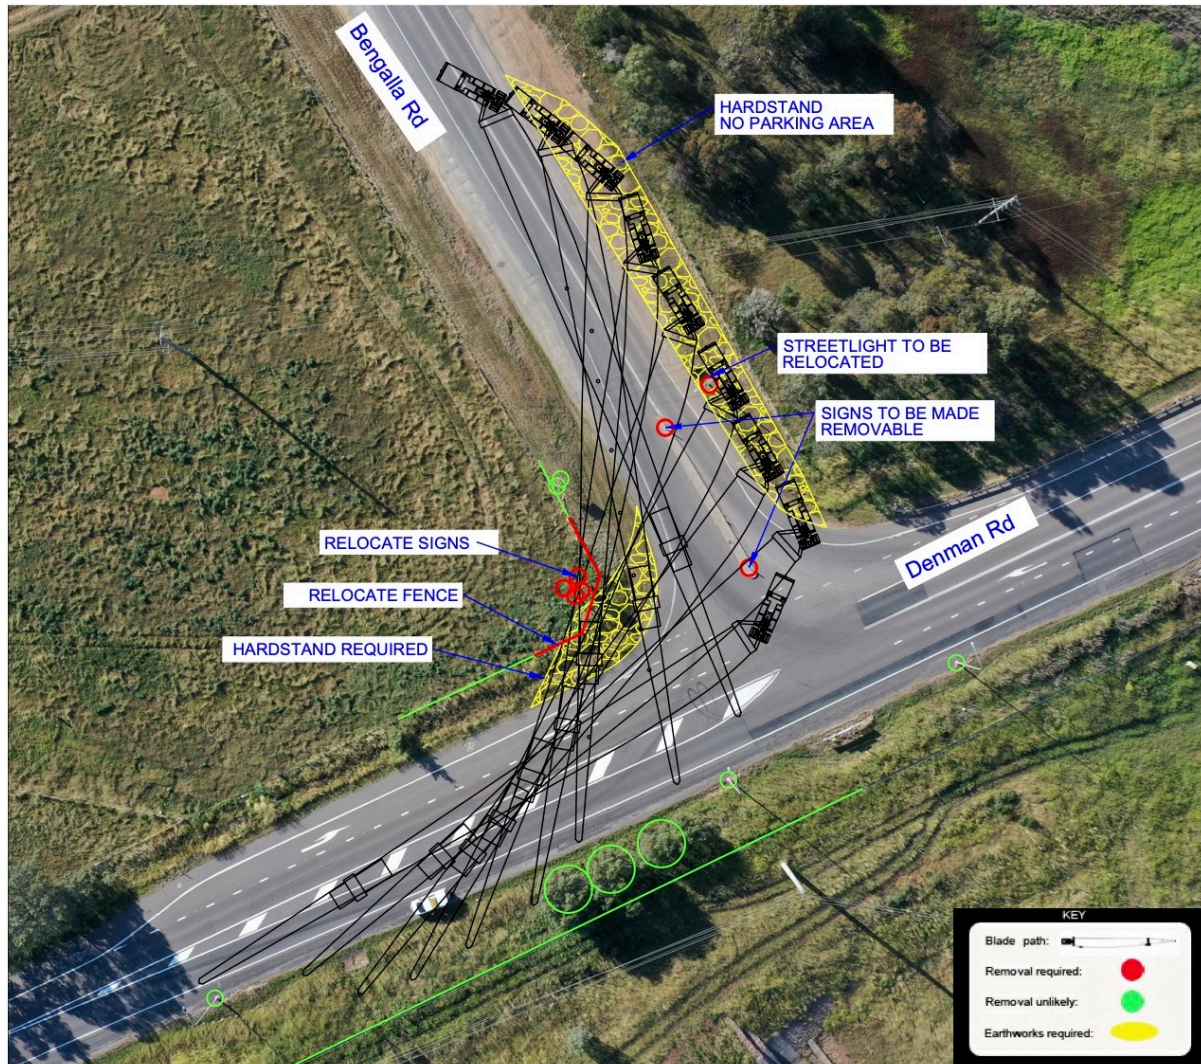 Bengalla Rd
HARDSTAND
NO PARKING AREA
STREETLIGHT TO BE
RELOCATED
SIGNS TO BE MADE
REMOVABLE
Denman Rd
RELOCATE SIGNS
RELOCATE FENCE
HARDSTAND REQUIRED
KEY
Blade path:
Removal required:
Removal unlikely:
Earthworks required: